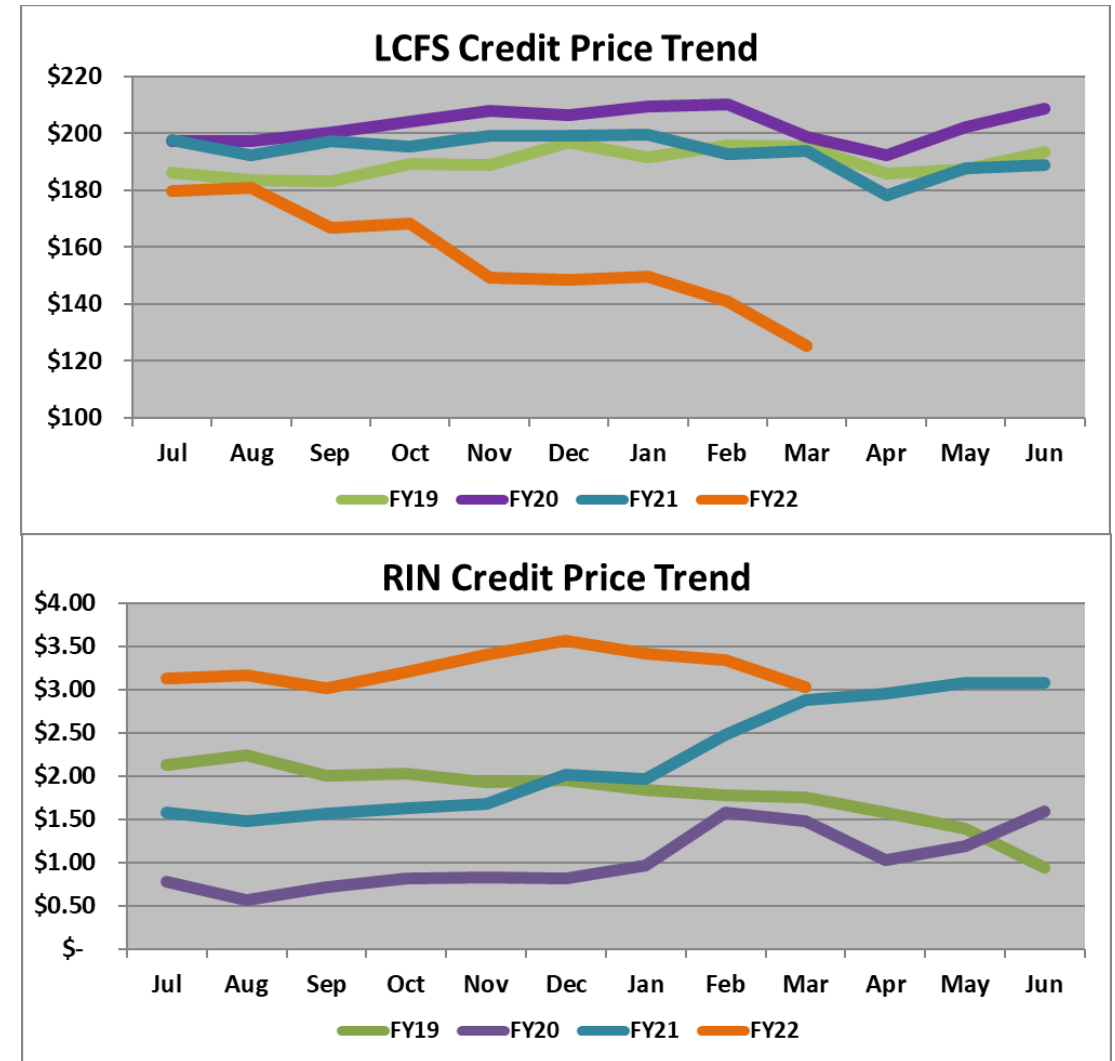 LCFS Credit Price Trend
$220
$200
$180
$160
$140
$120
$100
Jul Aug Sep Oct Nov Dec Jan Feb Mar Apr May Jun
FY19 FY20 FY21 FY22
RIN Credit Price Trend
$4.00
$3.50
$3.00
$2.50
$2.00
$1.50
$1.00
$0.50
$-
Jul Aug Sep Oct Nov Dec Jan Feb Mar Apr May Jun
FY19 FY20 FY21 FY22